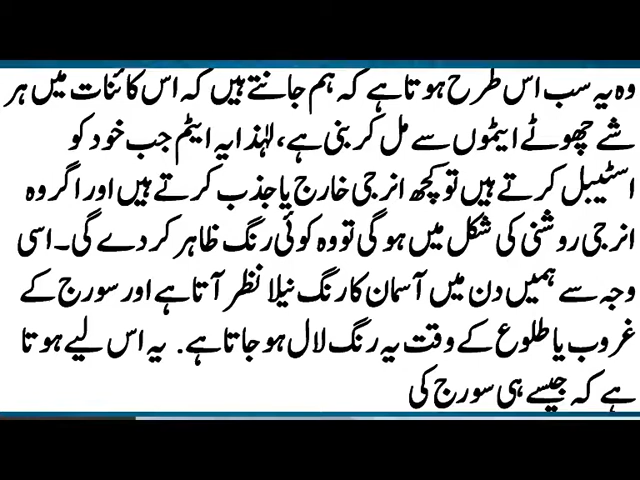 وہ یہ سب اس طرح ہوتا ہے کہ ہم جانتے ہیں کہ اس کائنات میں ہر
شے چھوٹے ایٹموں سے مل کر بنی ہے، لہٰذا یہ ایٹم جب خود کو
اسٹیبل کرتے ہیں تو کچھ انرجی خارج یا جذب کرتے ہیں اور اگر وہ
انرجی روشنی کی شکل میں ہو گی تو وہ کوئی رنگ ظاہر کر دے گی۔ اسی
وجہ سے ہمیں دن میں آسمان کا رنگ نیلا نظر آتا ہے اور سورج کے
غروب یا طلوع کے وقت یہ رنگ لال ہو جاتا ہے. یہ اس لیے ہوتا
ہے کہ جیسے ہی سورج کی